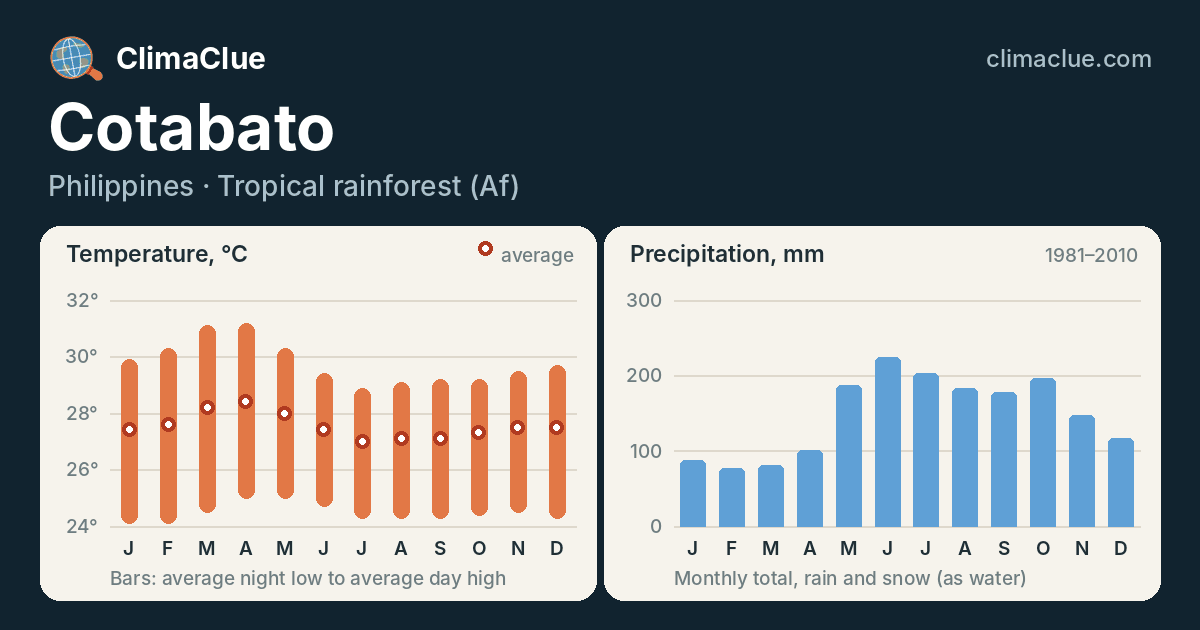 ClimaClue
climaclue.com
Cotabato
Philippines · Tropical rainforest (Af)
Temperature, °C
average
32°
30°
28°
26°
24°
J F M A M J J A S O N D
Bars: average night low to average day high
Precipitation, mm
1981–2010
300
200
100
0
J F M A M J J A S O N D
Monthly total, rain and snow (as water)